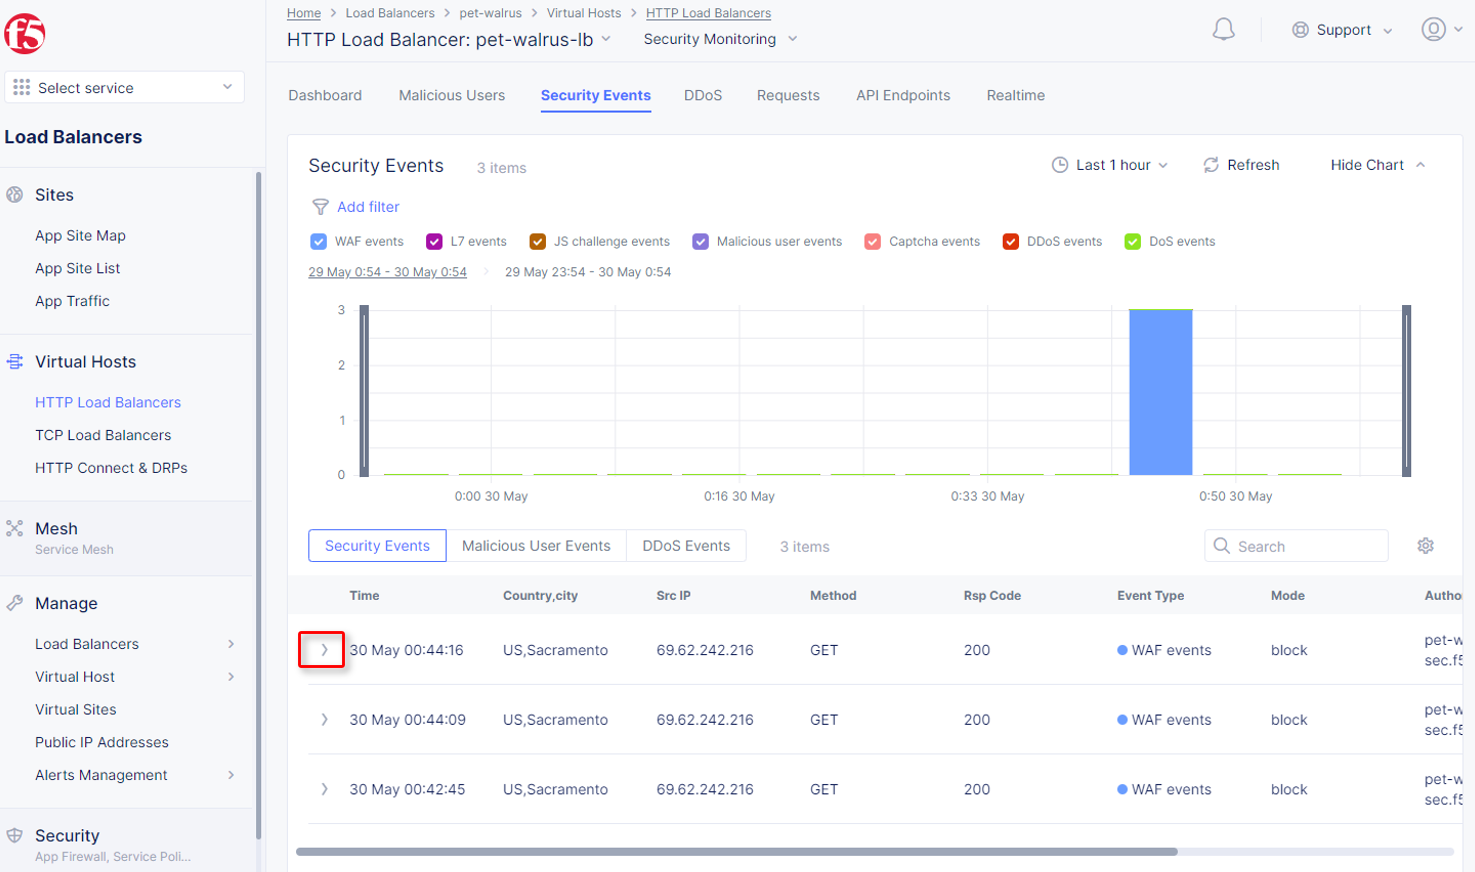 f5
Home > Load Balancers > pet-walrus > Virtual Hosts > HTTP Load Balancers
HTTP Load Balancer: pet-walrus-lb Security Monitoring
Support
Select service
Load Balancers
Sites
App Site Map
App Site List
App Traffic
Virtual Hosts
HTTP Load Balancers
TCP Load Balancers
HTTP Connect & DRPs
Mesh
Service Mesh
Manage
Load Balancers
Virtual Host
Virtual Sites
Public IP Addresses
Alerts Management
Security
App Firewall, Service Poli...
Dashboard Malicious Users Security Events DDoS Requests API Endpoints Realtime
Security Events 3 items Last 1 hour Refresh Hide Chart
Add filter
WAF events L7 events JS challenge events Malicious user events Captcha events DDoS events DoS events
29 May 0:54 - 30 May 0:54 > 29 May 23:54 - 30 May 0:54
3
2
1
0
0:00 30 May 0:16 30 May 0:33 30 May 0:50 30 May
Security Events Malicious User Events DDoS Events 3 items Search
Time Country,city Src IP Method Rsp Code Event Type Mode Autho
30 May 00:44:16 US,Sacramento 69.62.242.216 GET 200 WAF events block pet-w
sec.f5
30 May 00:44:09 US,Sacramento 69.62.242.216 GET 200 WAF events block pet-w
sec.f5
30 May 00:42:45 US,Sacramento 69.62.242.216 GET 200 WAF events block pet-w
sec.f5